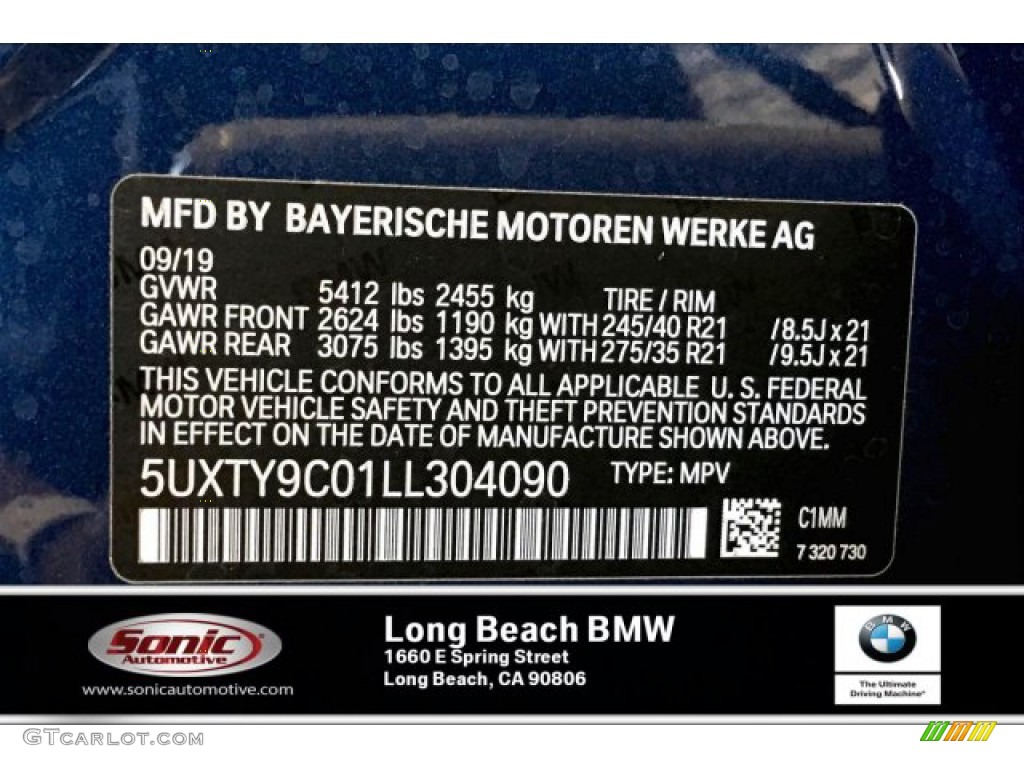 MFD BY BAYERISCHE MOTOREN WERKE AG
09/19
GVWR 5412 lbs 2455 kg TIRE / RIM
GAWR FRONT 2624 lbs 1190 kg WITH 245/40 R21 /8.5J x 21
GAWR REAR 3075 lbs 1395 kg WITH 275/35 R21 /9.5J x 21
THIS VEHICLE CONFORMS TO ALL APPLICABLE U. S. FEDERAL
MOTOR VEHICLE SAFETY AND THEFT PREVENTION STANDARDS
IN EFFECT ON THE DATE OF MANUFACTURE SHOWN ABOVE.
5UXTY9C01LL304090 TYPE: MPV
C1MM
7 320 730
Sonic
Automotive
www.sonicautomotive.com
Long Beach BMW
1660 E Spring Street
Long Beach, CA 90806
BMW
The Ultimate
Driving Machine®
GTCARLOT.COM